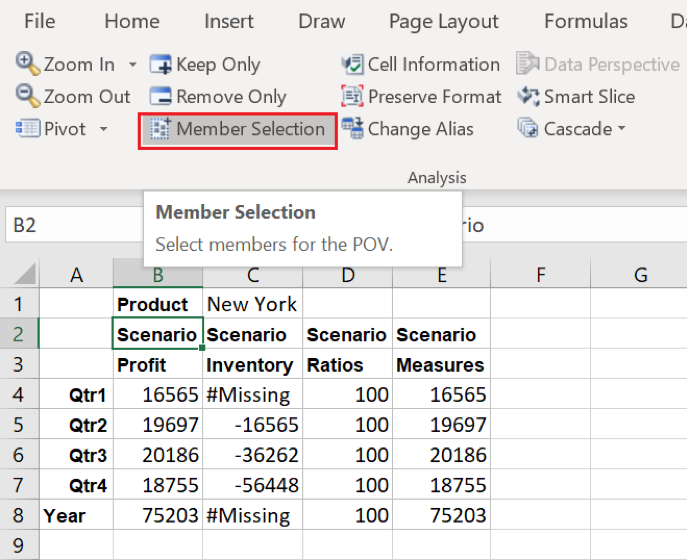 File Home Insert Draw Page Layout Formulas
Zoom In Keep Only Cell Information Data Perspective
Zoom Out Remove Only Preserve Format Smart Slice
Pivot Member Selection Change Alias Cascade
Analysis
Member Selection
Select members for the POV.
B2 rio
A B C D E F G
1 Product New York
2 Scenario Scenario Scenario Scenario
3 Profit Inventory Ratios Measures
4 Qtr1 16565 #Missing 100 16565
5 Qtr2 19697 -16565 100 19697
6 Qtr3 20186 -36262 100 20186
7 Qtr4 18755 -56448 100 18755
8 Year 75203 #Missing 100 75203
9